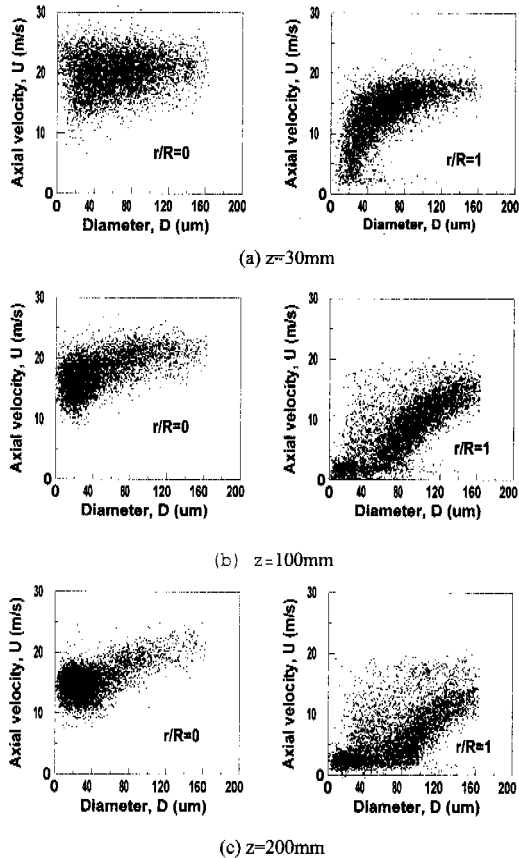 30
20
10
0
Axial velocity, U (m/s)
r/R=0
0 40 80 120 160 200
Diameter, D (um)
30
20
10
0
Axial velocity, U (m/s)
r/R=1
0 40 80 120 160 200
Diameter, D (um)
(a) z=30mm
30
20
10
0
Axial velocity, U (m/s)
r/R=0
0 40 80 120 160 200
Diameter, D (um)
30
20
10
0
Axial velocity, U (m/s)
r/R=1
0 40 80 120 160 200
Diameter, D (um)
(b) z=100mm
30
20
10
0
Axial velocity, U (m/s)
r/R=0
0 40 80 120 160 200
Diameter, D (um)
30
20
10
0
Axial velocity, U (m/s)
r/R=1
0 40 80 120 160 200
Diameter, D (um)
(c) z=200mm